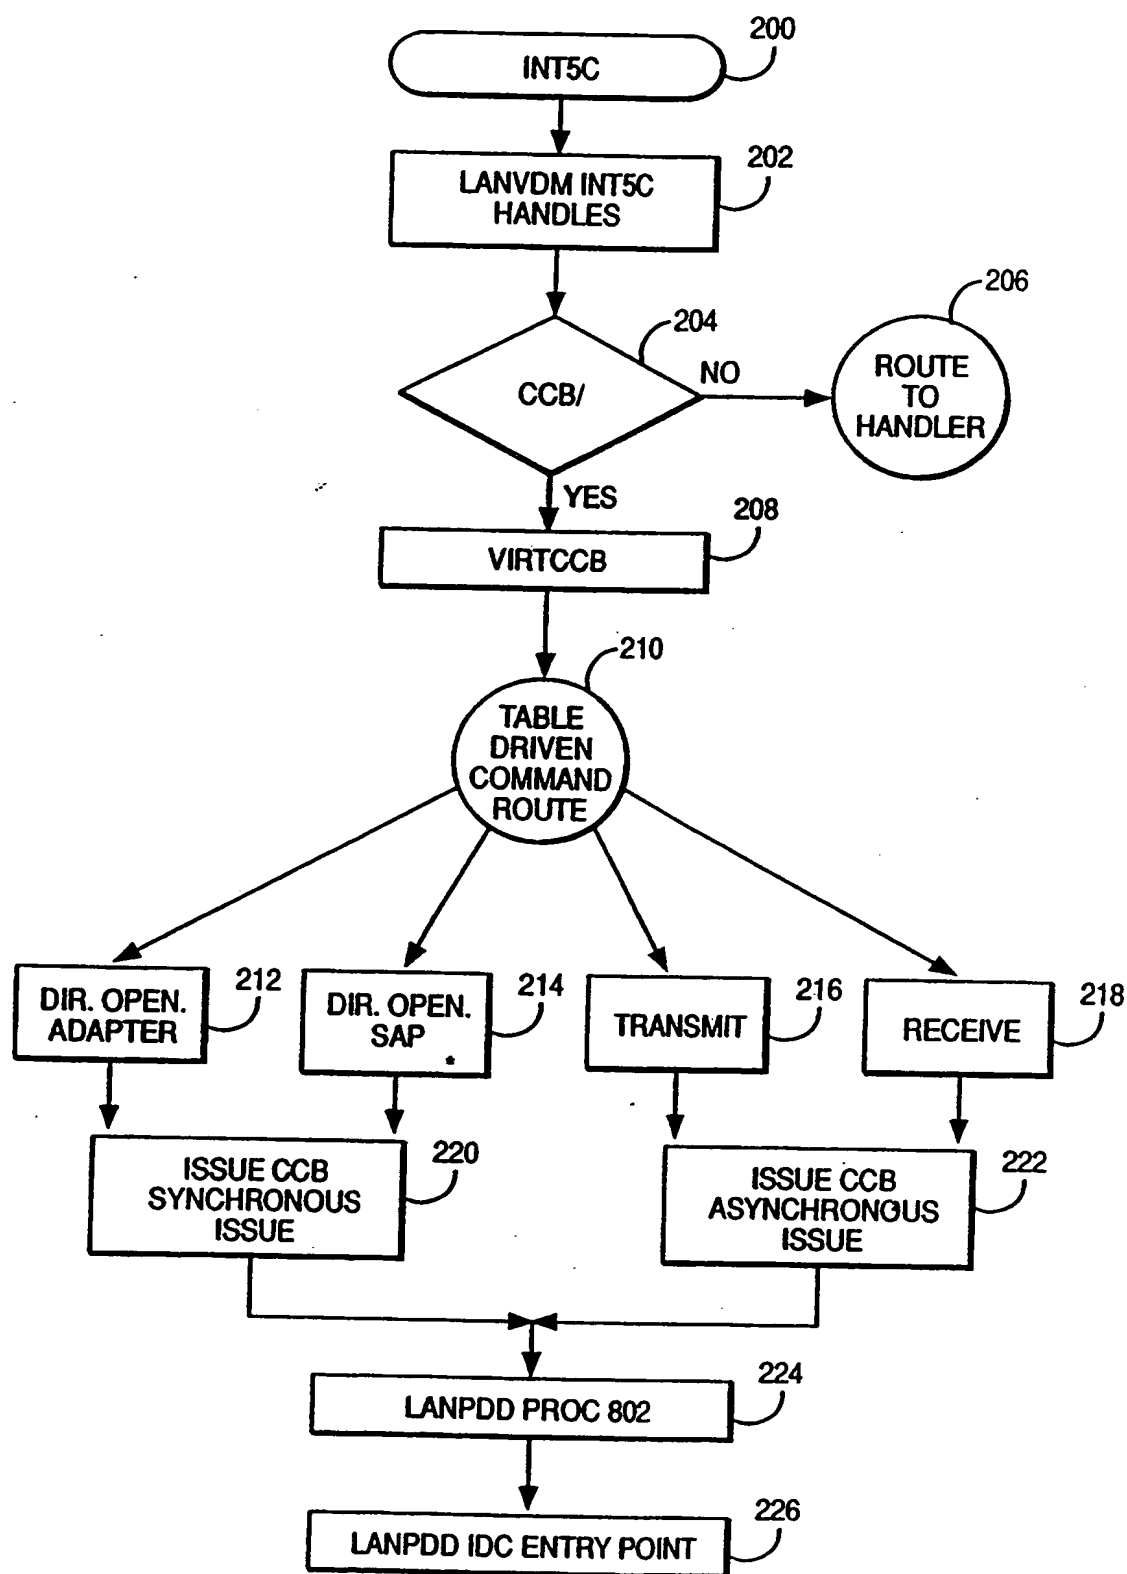 200
INT5C
202
LANVDM INT5C
HANDLES
204
CCB/
NO
206
ROUTE
TO
HANDLER
YES
208
VIRTCCB
210
TABLE
DRIVEN
COMMAND
ROUTE
212
DIR. OPEN.
ADAPTER
214
DIR. OPEN.
SAP
216
TRANSMIT
218
RECEIVE
220
ISSUE CCB
SYNCHRONOUS
ISSUE
222
ISSUE CCB
ASYNCHRONOUS
ISSUE
224
LANPDD PROC 802
226
LANPDD IDC ENTRY POINT